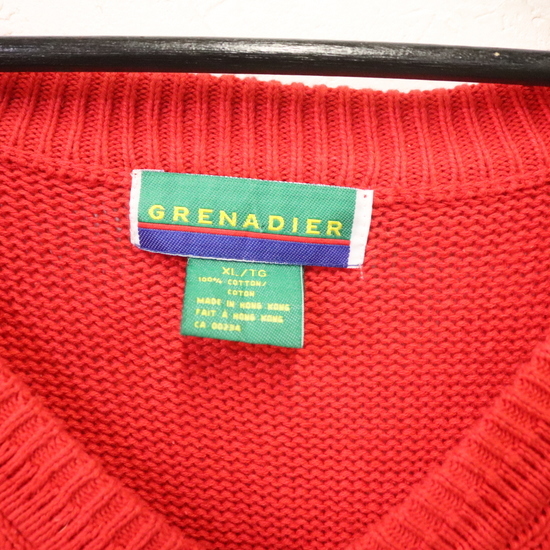 GRENADIER
XL/TG
100% COTTON/
COTON
MADE IN HONG KONG
FAIT À HONG KONG
CA 00234